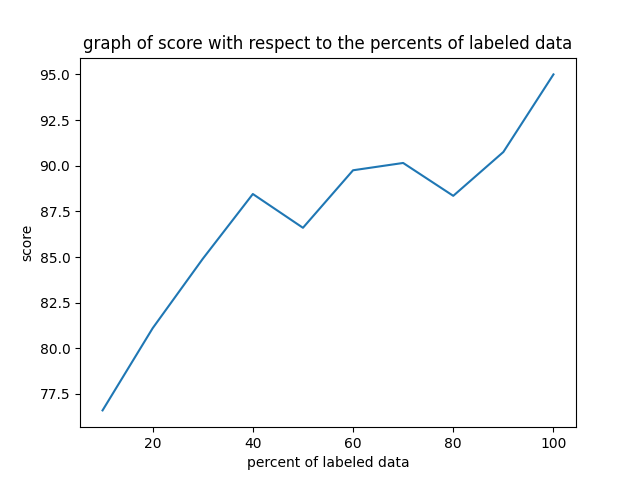 graph of score with respect to the percents of labeled data
95.0
92.5
90.0
87.5
85.0
82.5
80.0
77.5
score
20 40 60 80 100
percent of labeled data